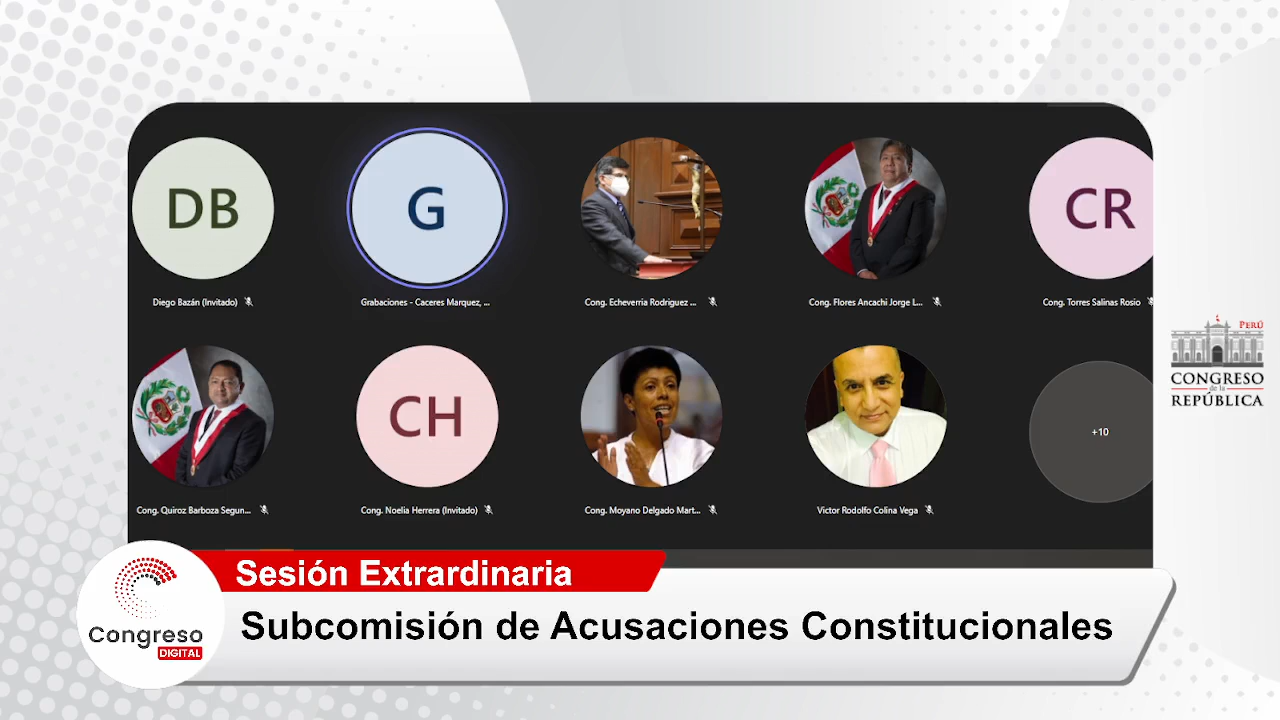 DB
G
CR
Diego Bazán (Invitado)
Grabaciones - Caceres Marquez, ...
Cong. Echeverria Rodriguez ...
Cong. Flores Ancachi Jorge L...
Cong. Torres Salinas Rosio
CH
+10
Cong. Quiroz Barboza Segun...
Cong. Noelia Herrera (Invitado)
Cong. Moyano Delgado Mart...
Victor Rodolfo Colina Vega
PERÚ
CONGRESO
de la
REPÚBLICA
Sesión Extrardinaria
Subcomisión de Acusaciones Constitucionales
Congreso
DIGITAL